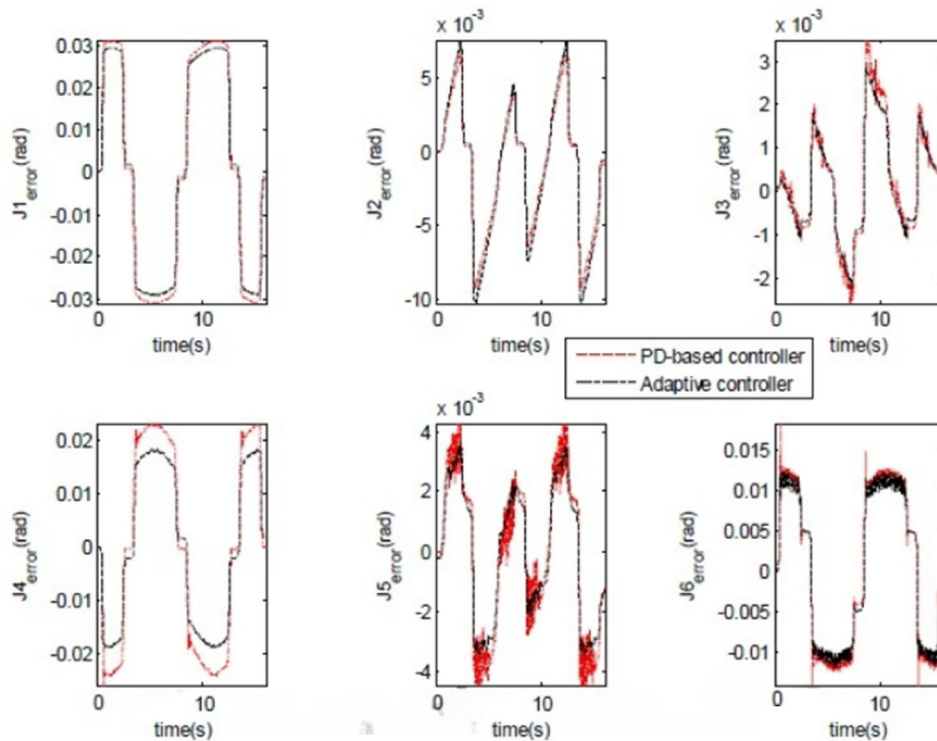 0.03
0.02
0.01
0
-0.01
-0.02
-0.03
J1error(rad)
0 10
time(s)
x 10-3
5
0
-5
-10
J2error(rad)
0 10
time(s)
x 10-3
2
1
0
-1
-2
J3error(rad)
0 10
time(s)
PD-based controller
Adaptive controller
0.02
0.01
0
-0.01
-0.02
J4error(rad)
0 10
time(s)
x 10-3
4
2
0
-2
-4
J5error(rad)
0 10
time(s)
0.01
0.005
0
-0.005
-0.01
J6error(rad)
0 10
time(s)